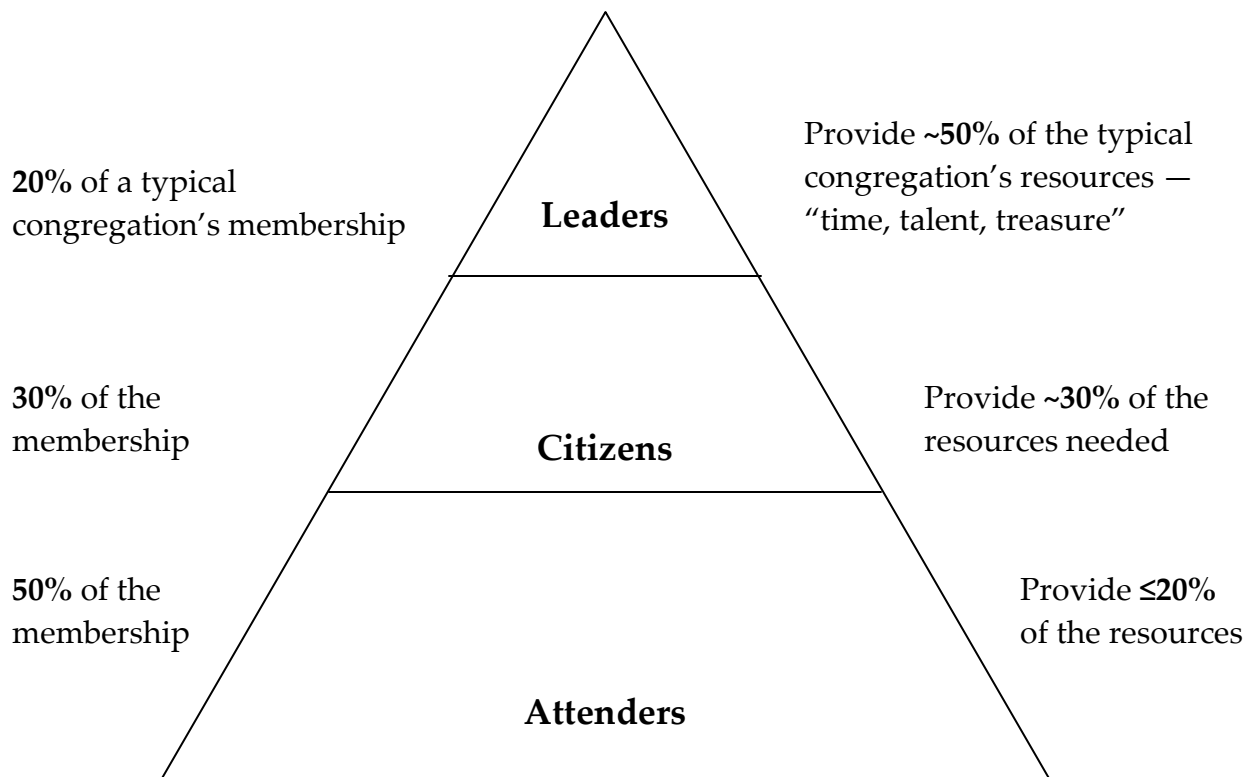 20% of a typical
congregation’s membership
Leaders
Provide ~50% of the typical
congregation’s resources —
“time, talent, treasure”
30% of the
membership
Citizens
Provide ~30% of the
resources needed
50% of the
membership
Attenders
Provide ≤20%
of the resources